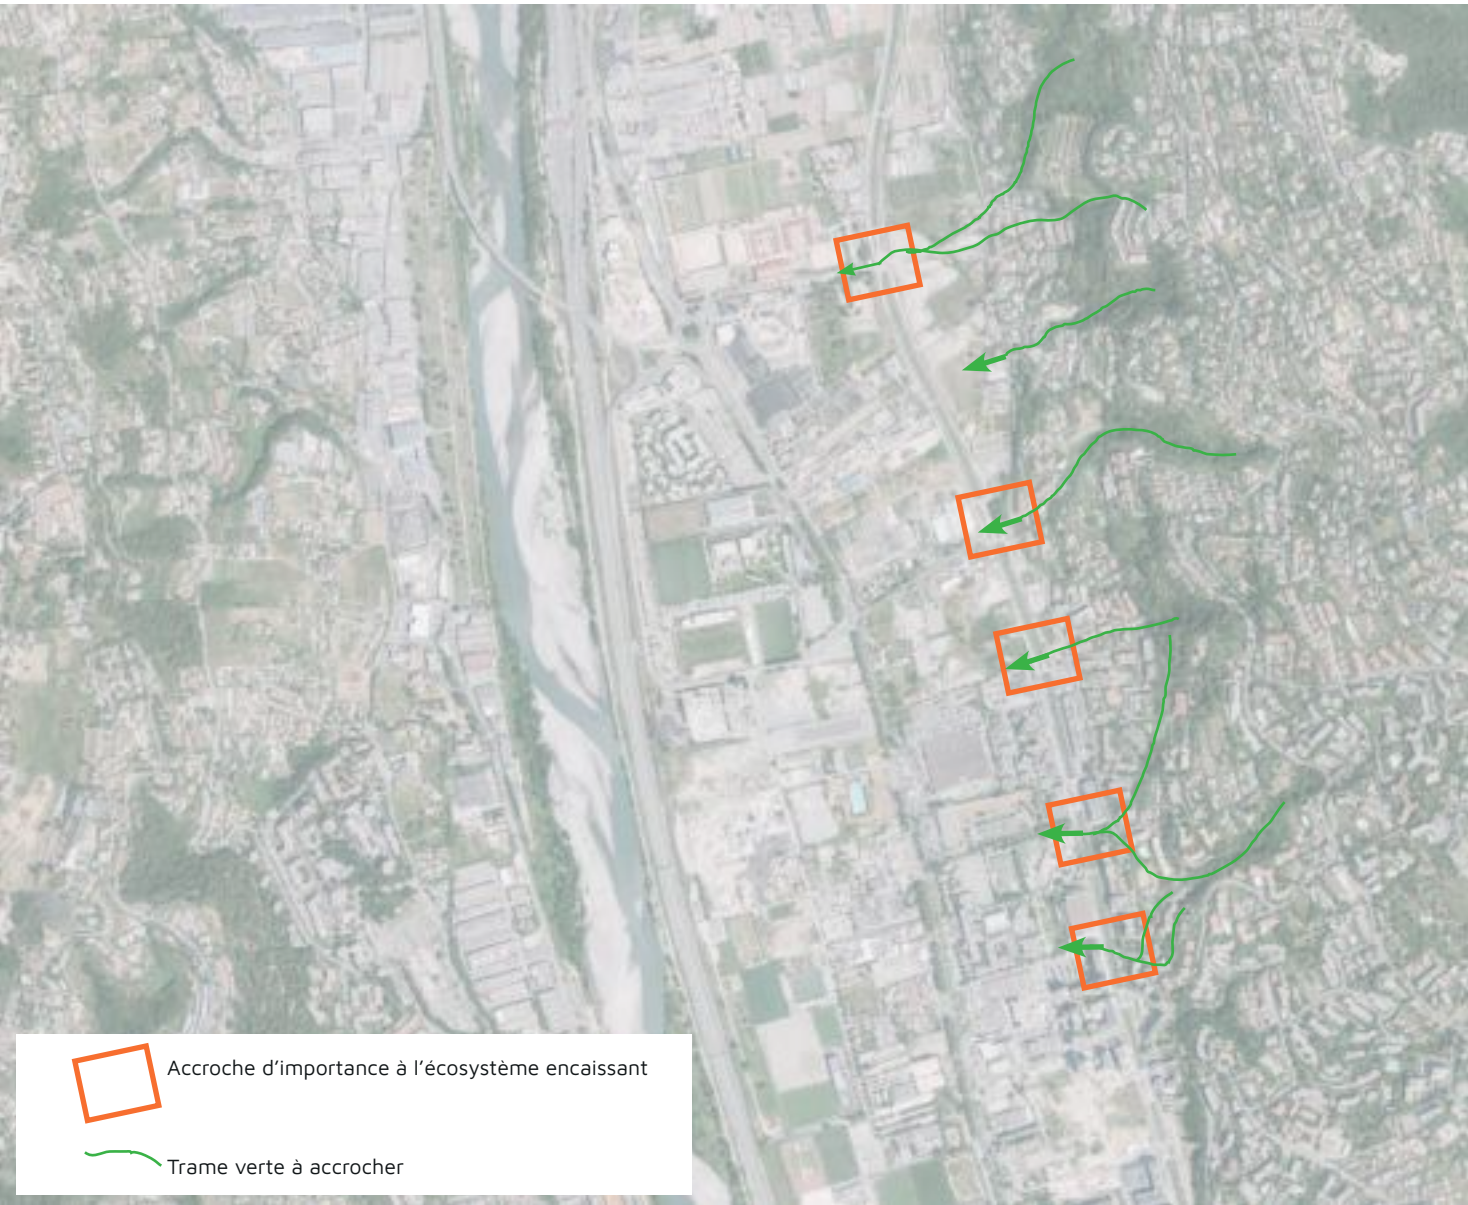 Accroche d’importance à l’écosystème encaissant
Trame verte à accrocher